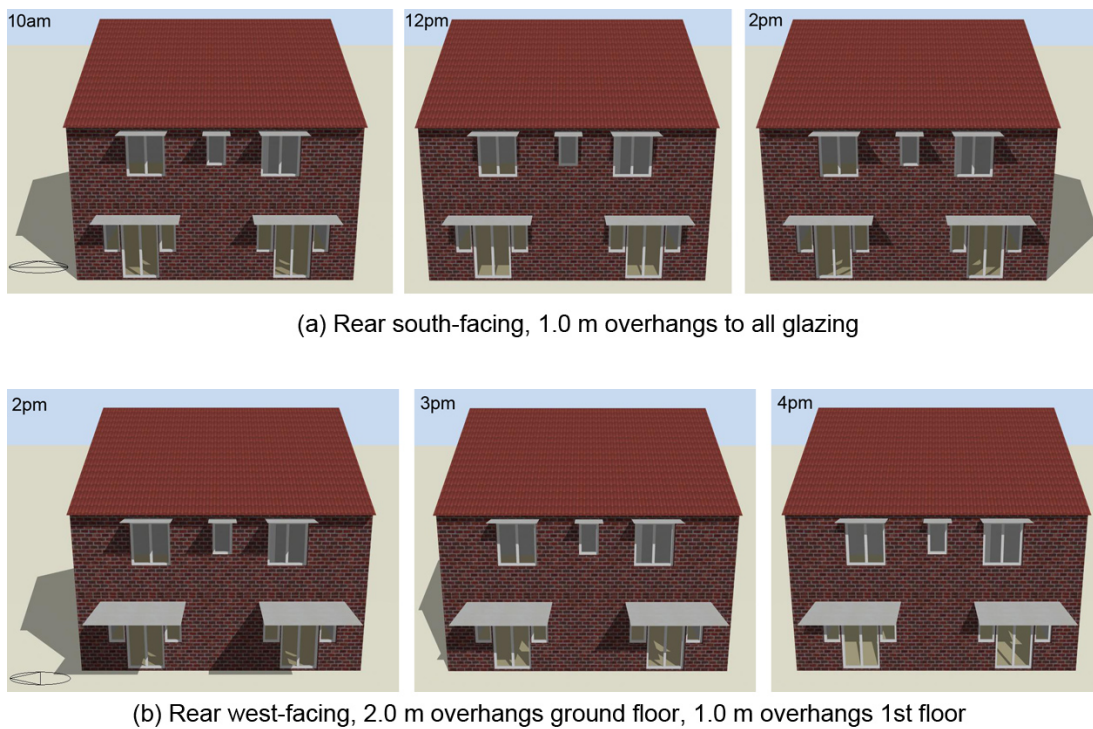 10am
12pm
2pm
(a) Rear south-facing, 1.0 m overhangs to all glazing
2pm
3pm
4pm
(b) Rear west-facing, 2.0 m overhangs ground floor, 1.0 m overhangs 1st floor